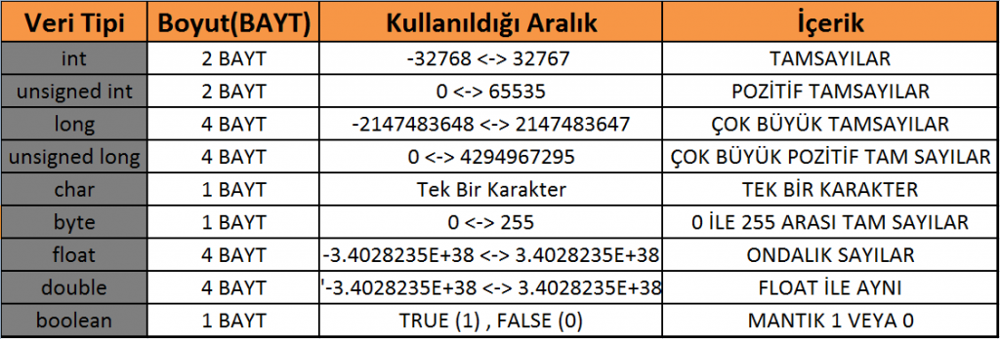 Veri Tipi Boyut(BAYT) Kullanıldığı Aralık İçerik
int 2 BAYT -32768 <-> 32767 TAMSAYILAR
unsigned int 2 BAYT 0 <-> 65535 POZİTİF TAMSAYILAR
long 4 BAYT -2147483648 <-> 2147483647 ÇOK BÜYÜK TAMSAYILAR
unsigned long 4 BAYT 0 <-> 4294967295 ÇOK BÜYÜK POZİTİF TAM SAYILAR
char 1 BAYT Tek Bir Karakter TEK BİR KARAKTER
byte 1 BAYT 0 <-> 255 0 İLE 255 ARASI TAM SAYILAR
float 4 BAYT -3.4028235E+38 <-> 3.4028235E+38 ONDALIK SAYILAR
double 4 BAYT '-3.4028235E+38 <-> 3.4028235E+38 FLOAT İLE AYNI
boolean 1 BAYT TRUE (1) , FALSE (0) MANTIK 1 VEYA 0